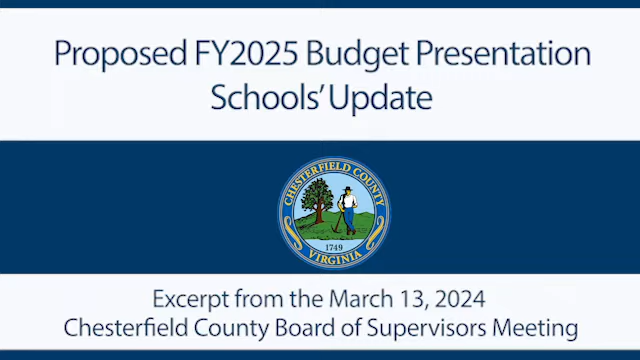 Proposed FY2025 Budget Presentation
Schools' Update
CHESTERFIELD COUNTY
1749
VIRGINIA
Excerpt from the March 13, 2024
Chesterfield County Board of Supervisors Meeting